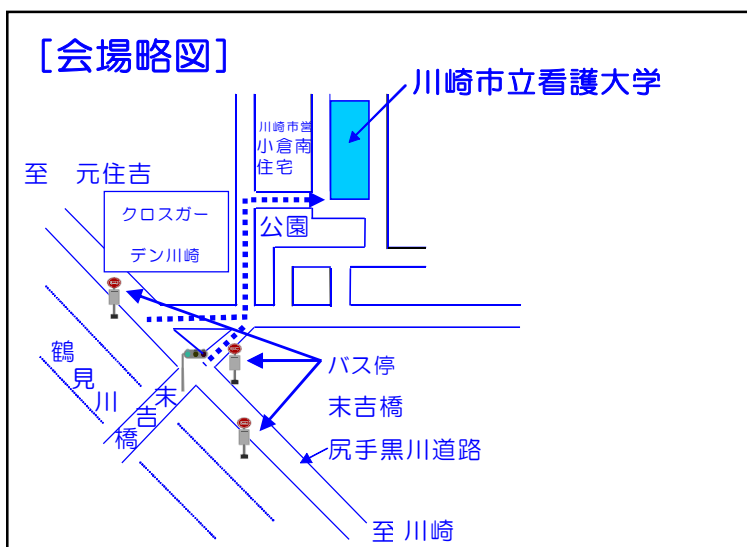 [会場略図]
川崎市立看護大学
川崎市営
小倉南
住宅
至　元住吉
クロスガー
デン川崎
公園
鶴見川
末吉橋
バス停
末吉橋
尻手黒川道路
至 川崎